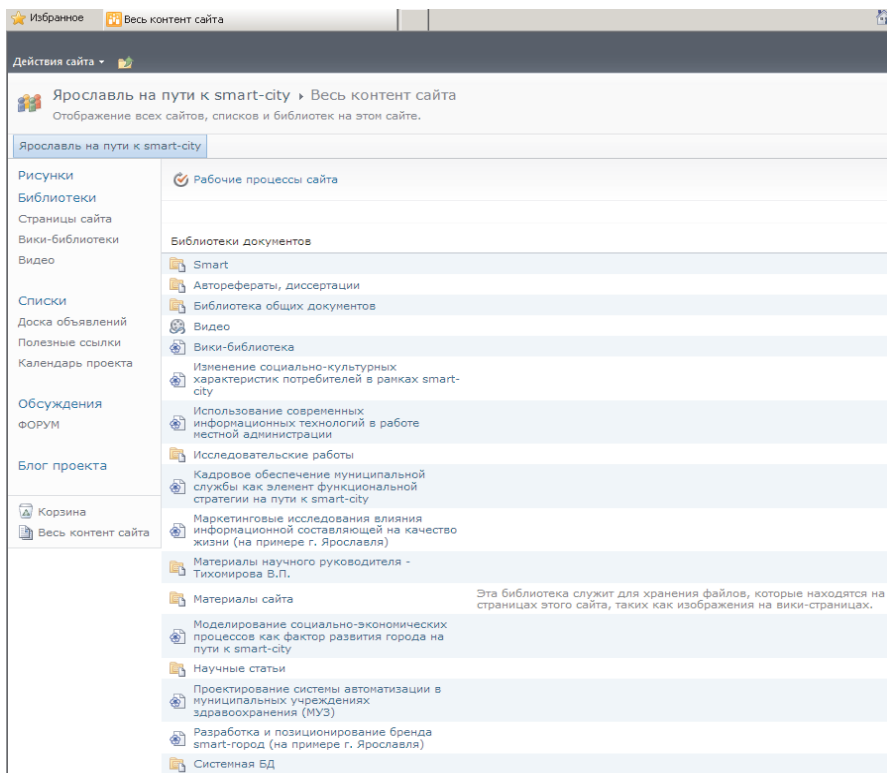 Избранное
Весь контент сайта
Действия сайта
Ярославль на пути к smart-city ▸ Весь контент сайта
Отображение всех сайтов, списков и библиотек на этом сайте.
Ярославль на пути к smart-city
Рисунки
Библиотеки
Страницы сайта
Вики-библиотеки
Видео
Списки
Доска объявлений
Полезные ссылки
Календарь проекта
Обсуждения
ФОРУМ
Блог проекта
Корзина
Весь контент сайта
Рабочие процессы сайта
Библиотеки документов
Smart
Авторефераты, диссертации
Библиотека общих документов
Видео
Вики-библиотека
Изменение социально-культурных
характеристик потребителей в рамках smart-
city
Использование современных
информационных технологий в работе
местной администрации
Исследовательские работы
Кадровое обеспечение муниципальной
службы как элемент функциональной
стратегии на пути к smart-city
Маркетинговые исследования влияния
информационной составляющей на качество
жизни (на примере г. Ярославля)
Материалы научного руководителя -
Тихомирова В.П.
Материалы сайта
Эта библиотека служит для хранения файлов, которые находятся на
страницах этого сайта, таких как изображения на вики-страницах.
Моделирование социально-экономических
процессов как фактор развития города на
пути к smart-city
Научные статьи
Проектирование системы автоматизации в
муниципальных учреждениях
здравоохранения (МУЗ)
Разработка и позиционирование бренда
smart-город (на примере г. Ярославля)
Системная БД